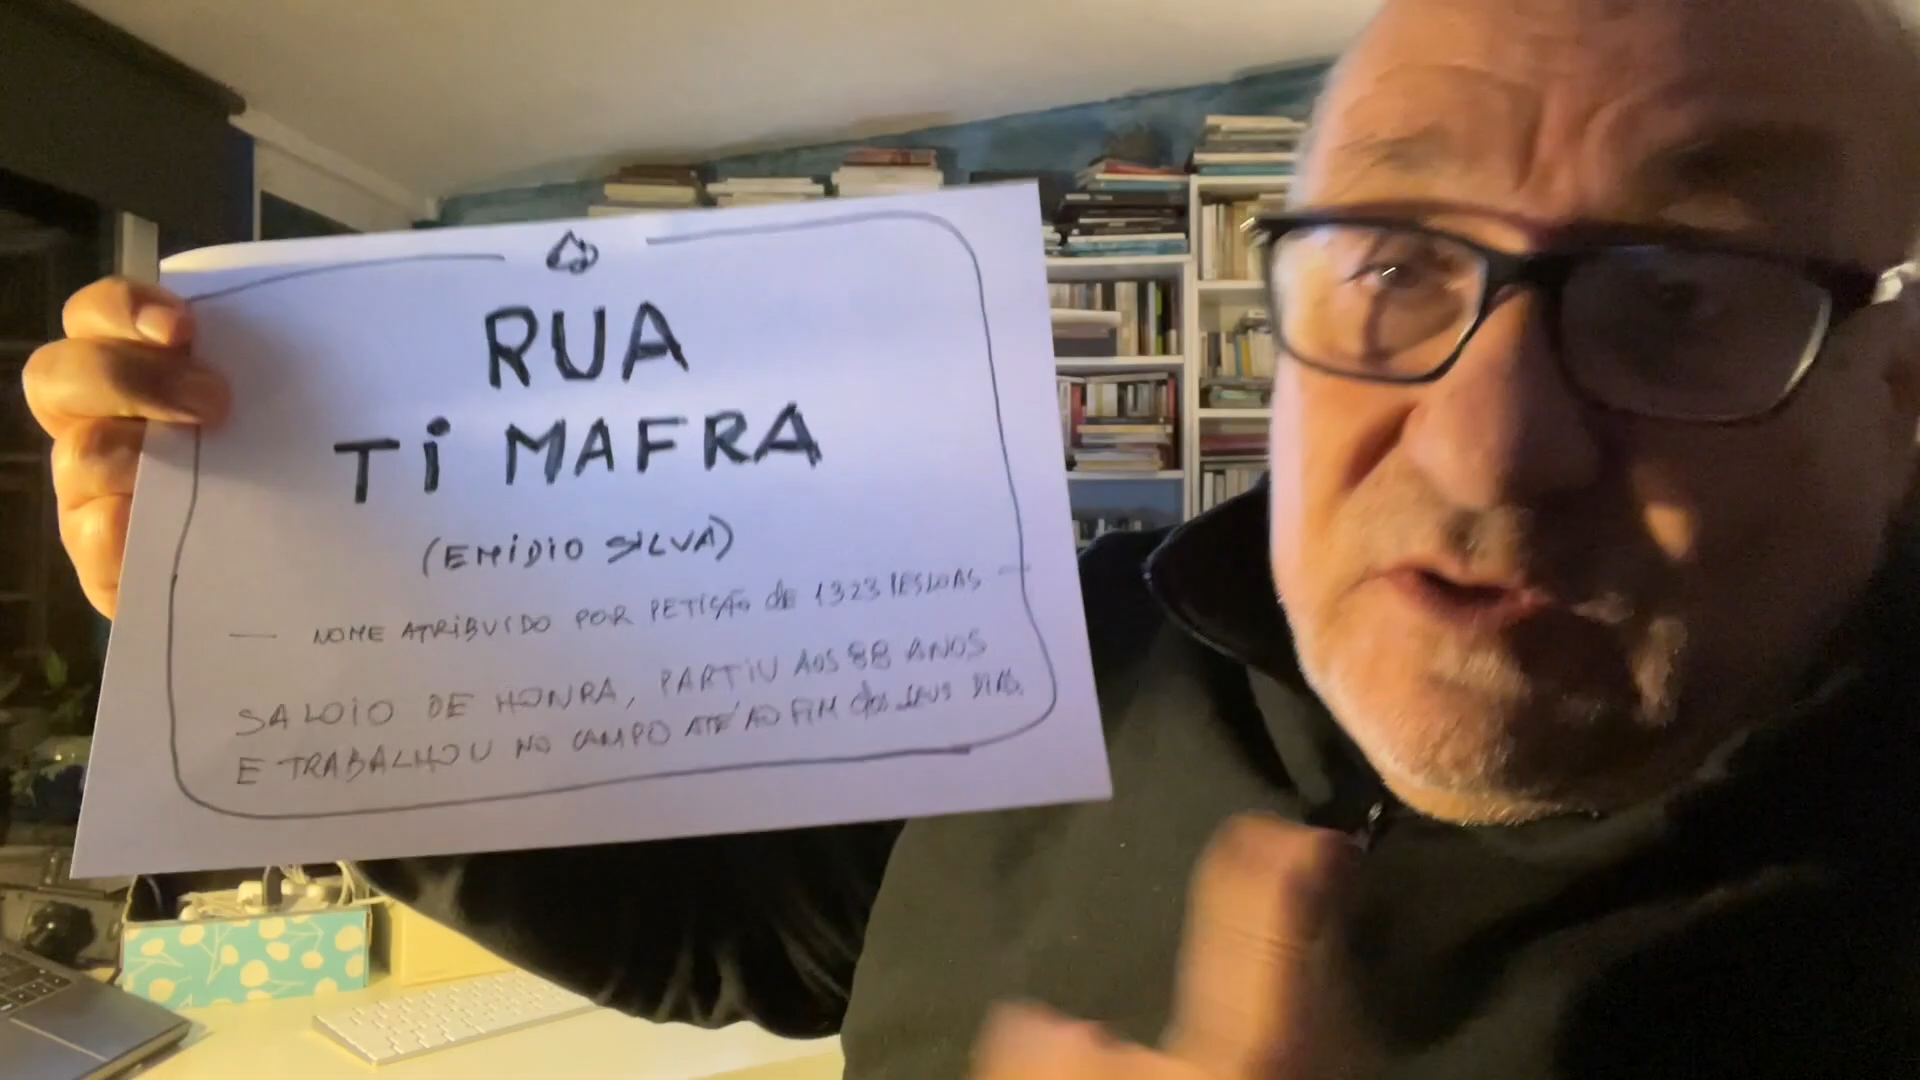 RUA
Ti MAFRA
(EMÍDIO SILVA)
— NOME ATRIBUIDO POR PETIÇÃO de 1323 PESSOAS —
SALOIO DE HONRA, PARTIU AOS 88 ANOS
E TRABALHOU NO CAMPO ATÉ AO FIM dos SEUS DIAS.